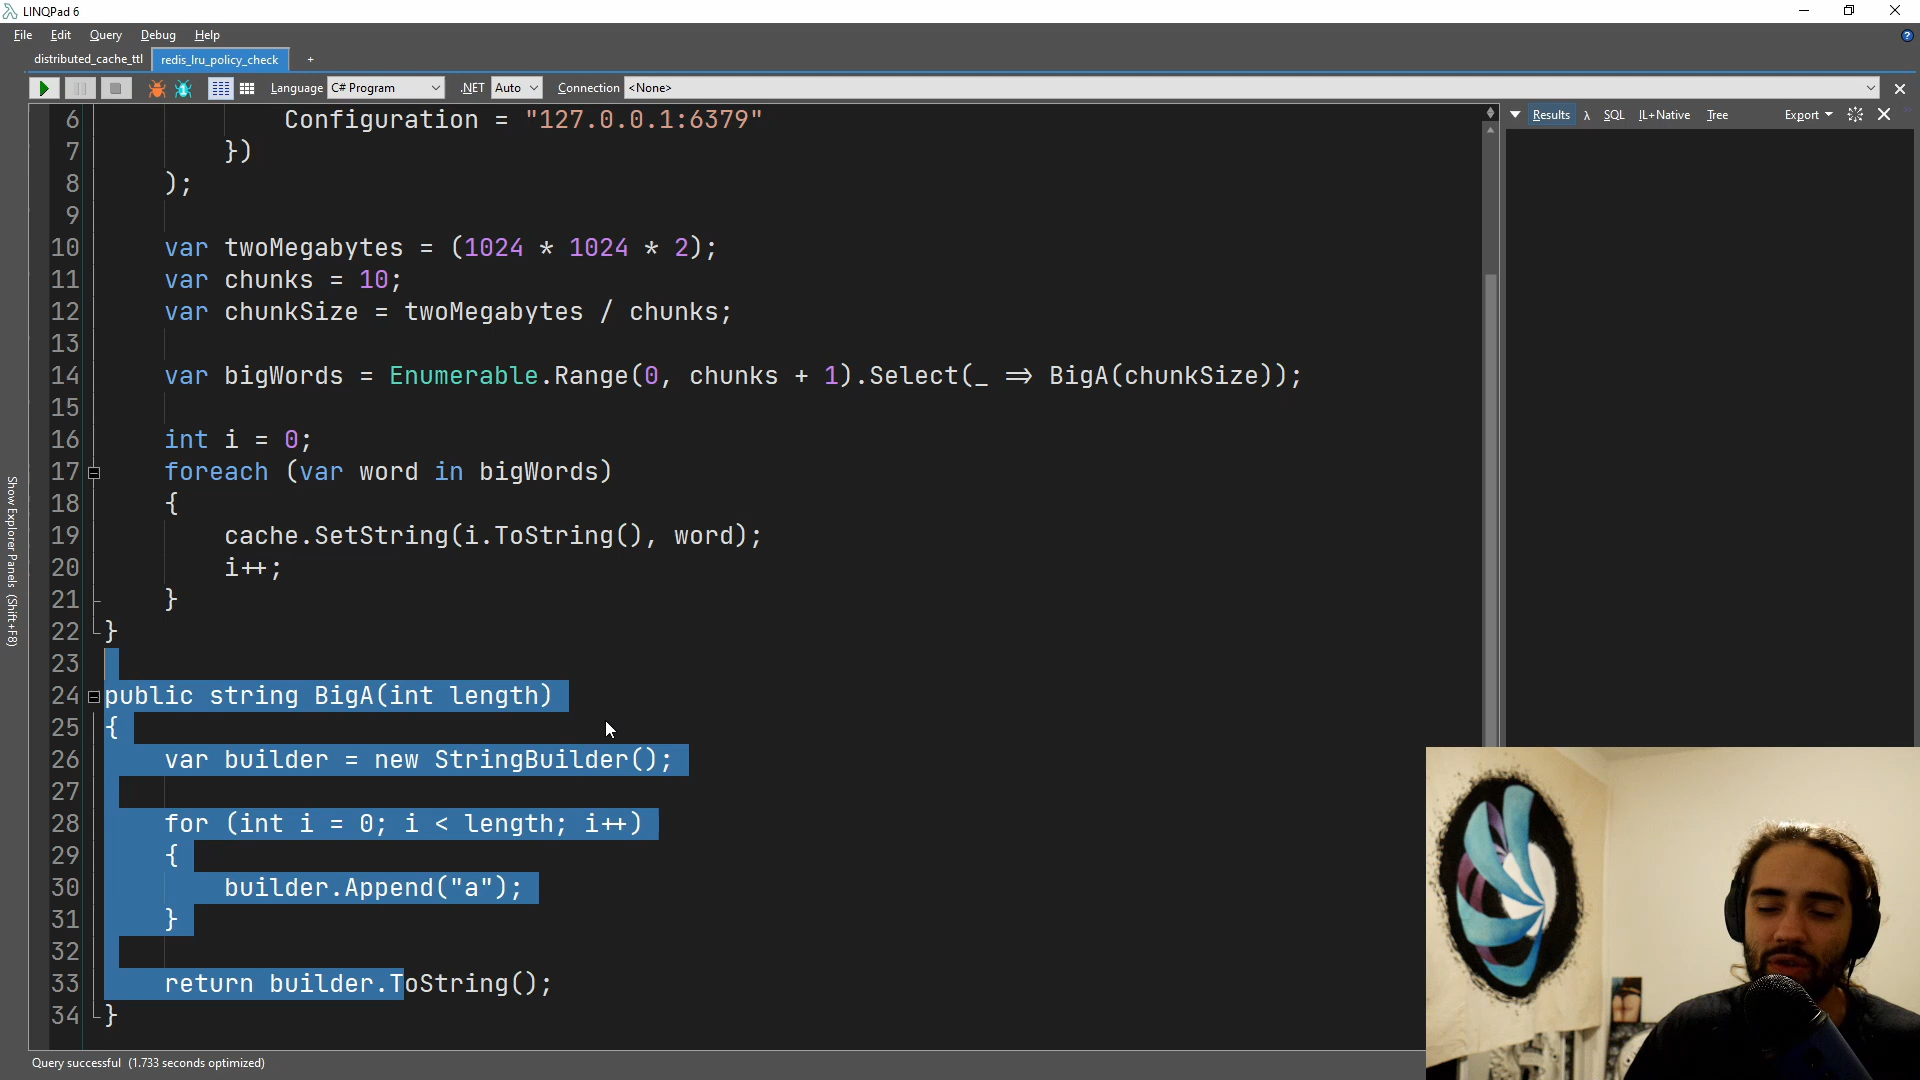 LINQPad 6
File Edit Query Debug Help
distributed_cache_ttl redis_lru_policy_check +
Language C# Program .NET Auto Connection <None>
Results λ SQL IL+Native Tree Export
Show Explorer Panels (Shift+F8)
6 Configuration = "127.0.0.1:6379"
7 })
8 );
9
10 var twoMegabytes = (1024 * 1024 * 2);
11 var chunks = 10;
12 var chunkSize = twoMegabytes / chunks;
13
14 var bigWords = Enumerable.Range(0, chunks + 1).Select(_ => BigA(chunkSize));
15
16 int i = 0;
17 foreach (var word in bigWords)
18 {
19 cache.SetString(i.ToString(), word);
20 i++;
21 }
22 }
23
24 public string BigA(int length)
25 {
26 var builder = new StringBuilder();
27
28 for (int i = 0; i < length; i++)
29 {
30 builder.Append("a");
31 }
32
33 return builder.ToString();
34 }
Query successful (1.733 seconds optimized)